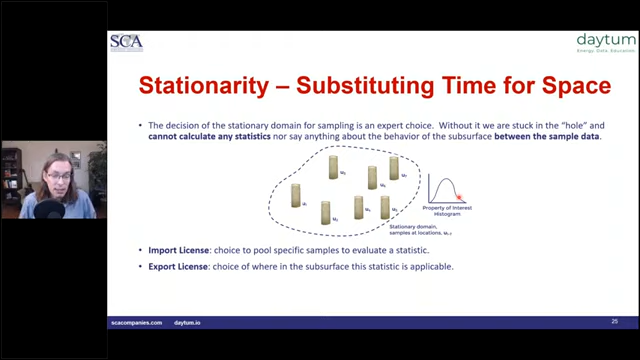 SCA
daytum
Energy. Data. Education.
Stationarity – Substituting Time for Space
• The decision of the stationary domain for sampling is an expert choice. Without it we are stuck in the "hole" and
cannot calculate any statistics nor say anything about the behavior of the subsurface between the sample data.
Property of Interest
Histogram
Stationary domain,
samples at locations,
• Import License: choice to pool specific samples to evaluate a statistic.
• Export License: choice of where in the subsurface this statistic is applicable.
scacompanies.com daytum.io
25